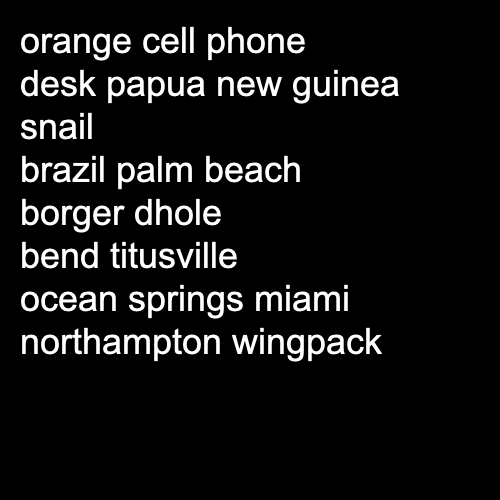 orange cell phone
desk papua new guinea
snail
brazil palm beach
borger dhole
bend titusville
ocean springs miami
northampton wingpack